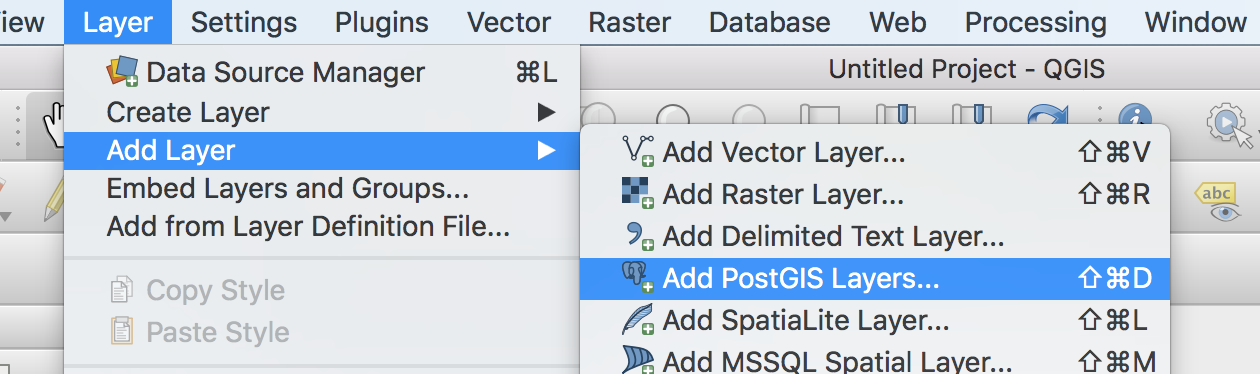 iew Layer Settings Plugins Vector Raster Database Web Processing Window
Untitled Project - QGIS
Data Source Manager ⌘L
Create Layer ▶
Add Layer ▶
Embed Layers and Groups...
Add from Layer Definition File...
Copy Style
Paste Style
Add Vector Layer... ⇧⌘V
Add Raster Layer... ⇧⌘R
Add Delimited Text Layer...
Add PostGIS Layers... ⇧⌘D
Add SpatiaLite Layer... ⇧⌘L
Add MSSQL Spatial Layer... ⇧⌘M
abc